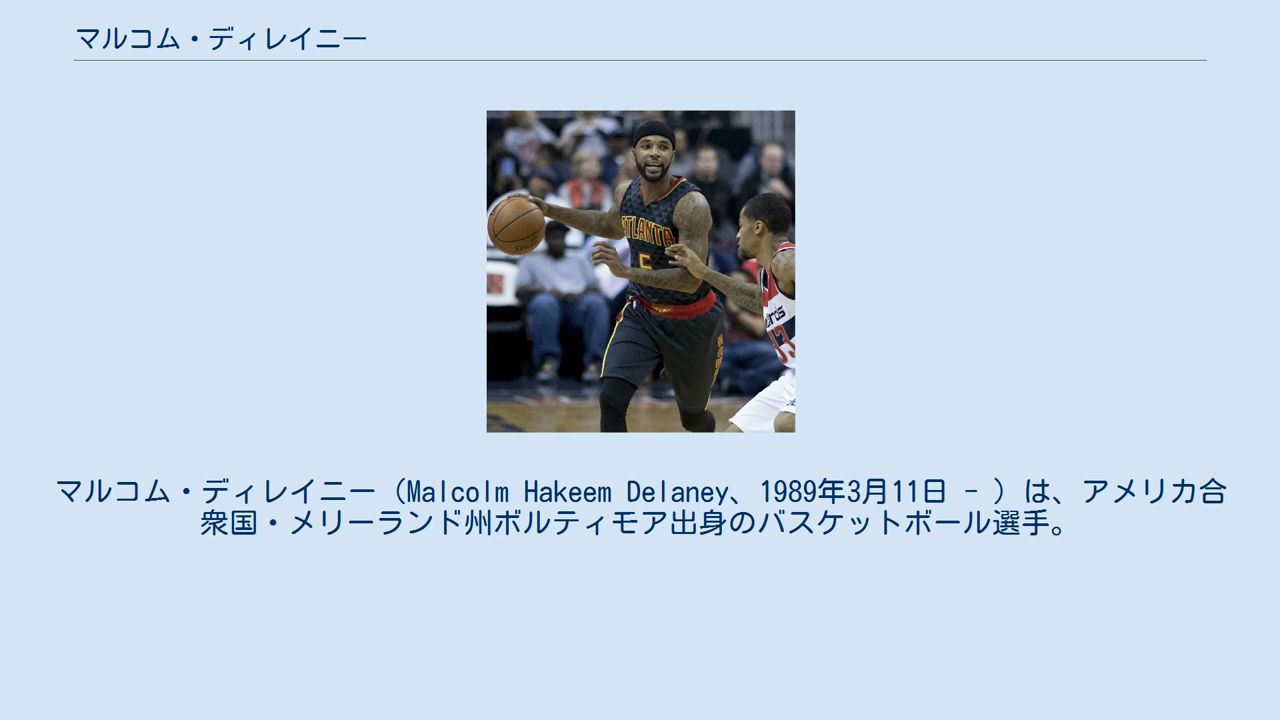 マルコム・ディレイニー
ATLANTA
5
マルコム・ディレイニー（Malcolm Hakeem Delaney、1989年3月11日 - ）は、アメリカ合
衆国・メリーランド州ボルティモア出身のバスケットボール選手。